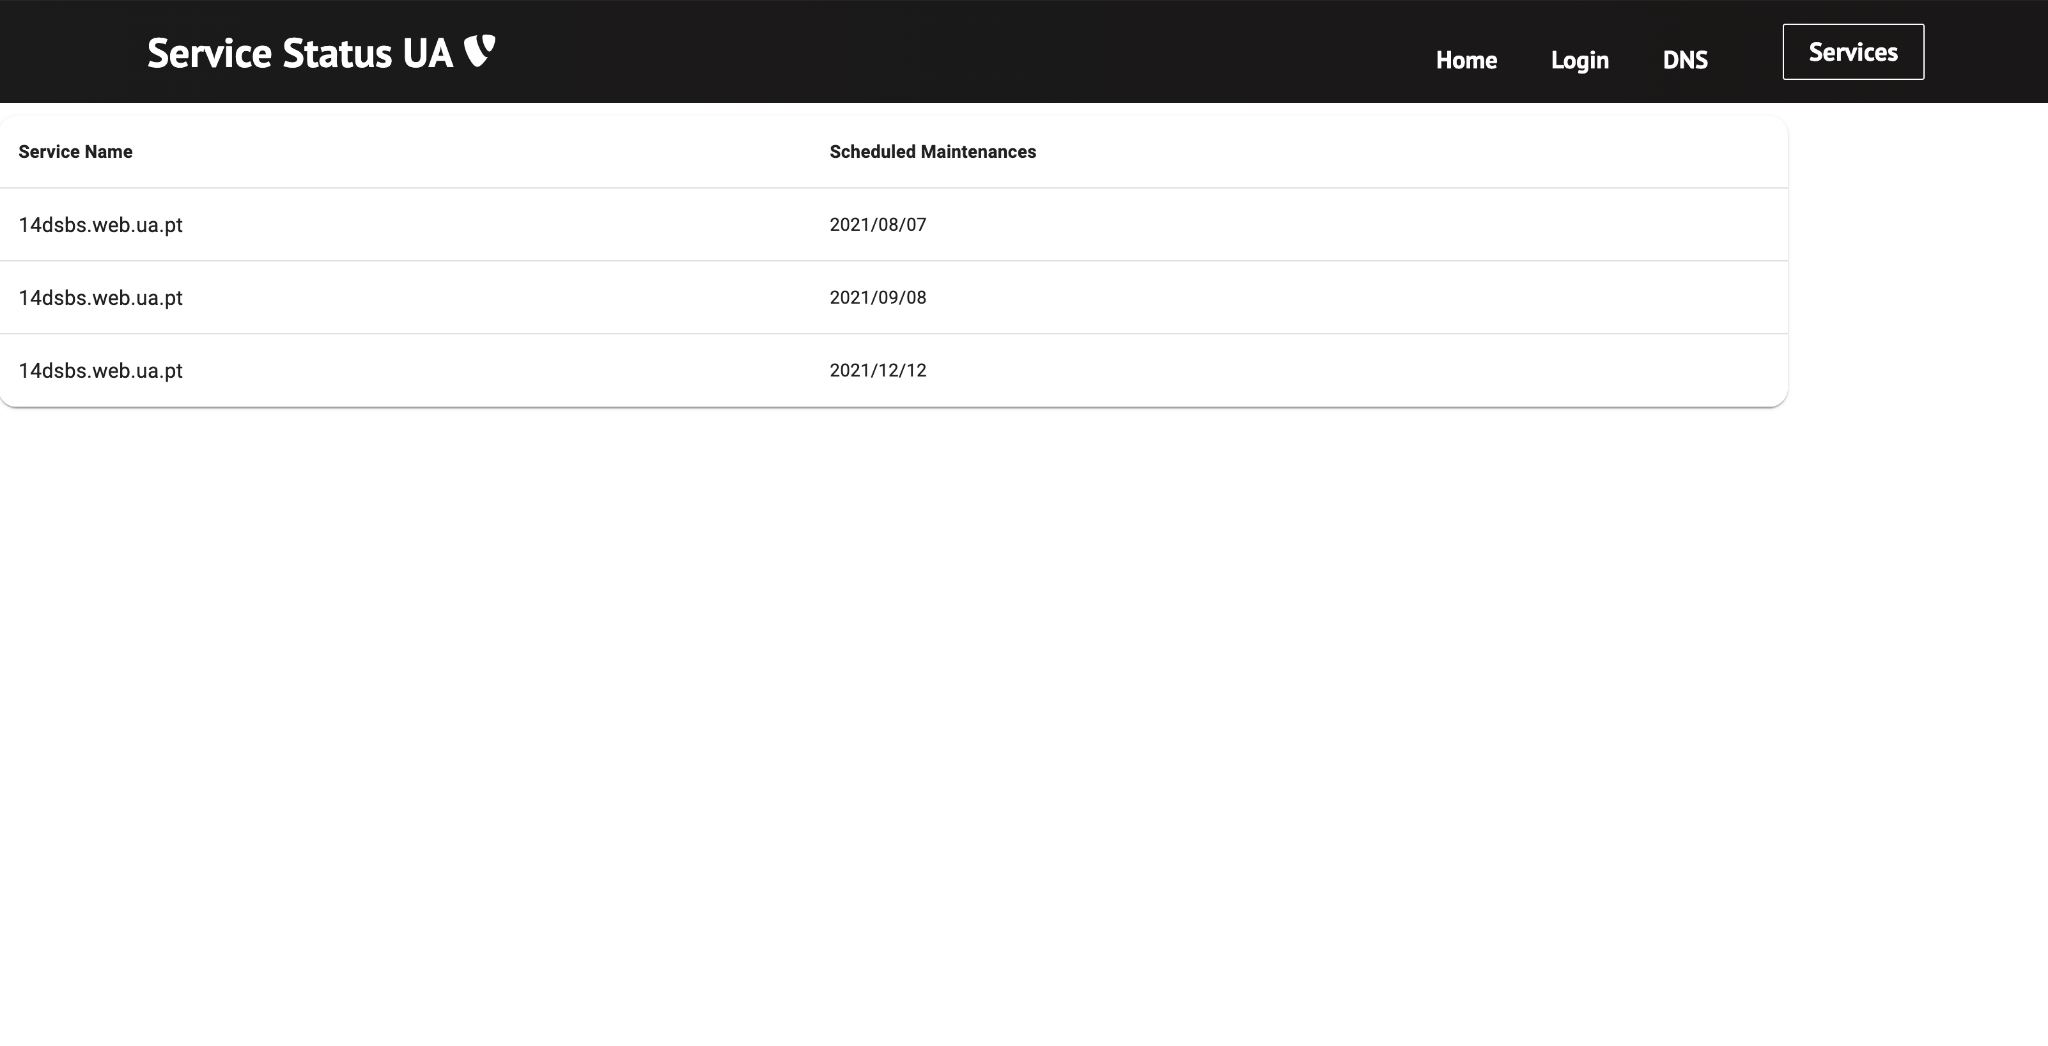 Service Status UA
Home Login DNS Services
Service Name Scheduled Maintenances
14dsbs.web.ua.pt 2021/08/07
14dsbs.web.ua.pt 2021/09/08
14dsbs.web.ua.pt 2021/12/12